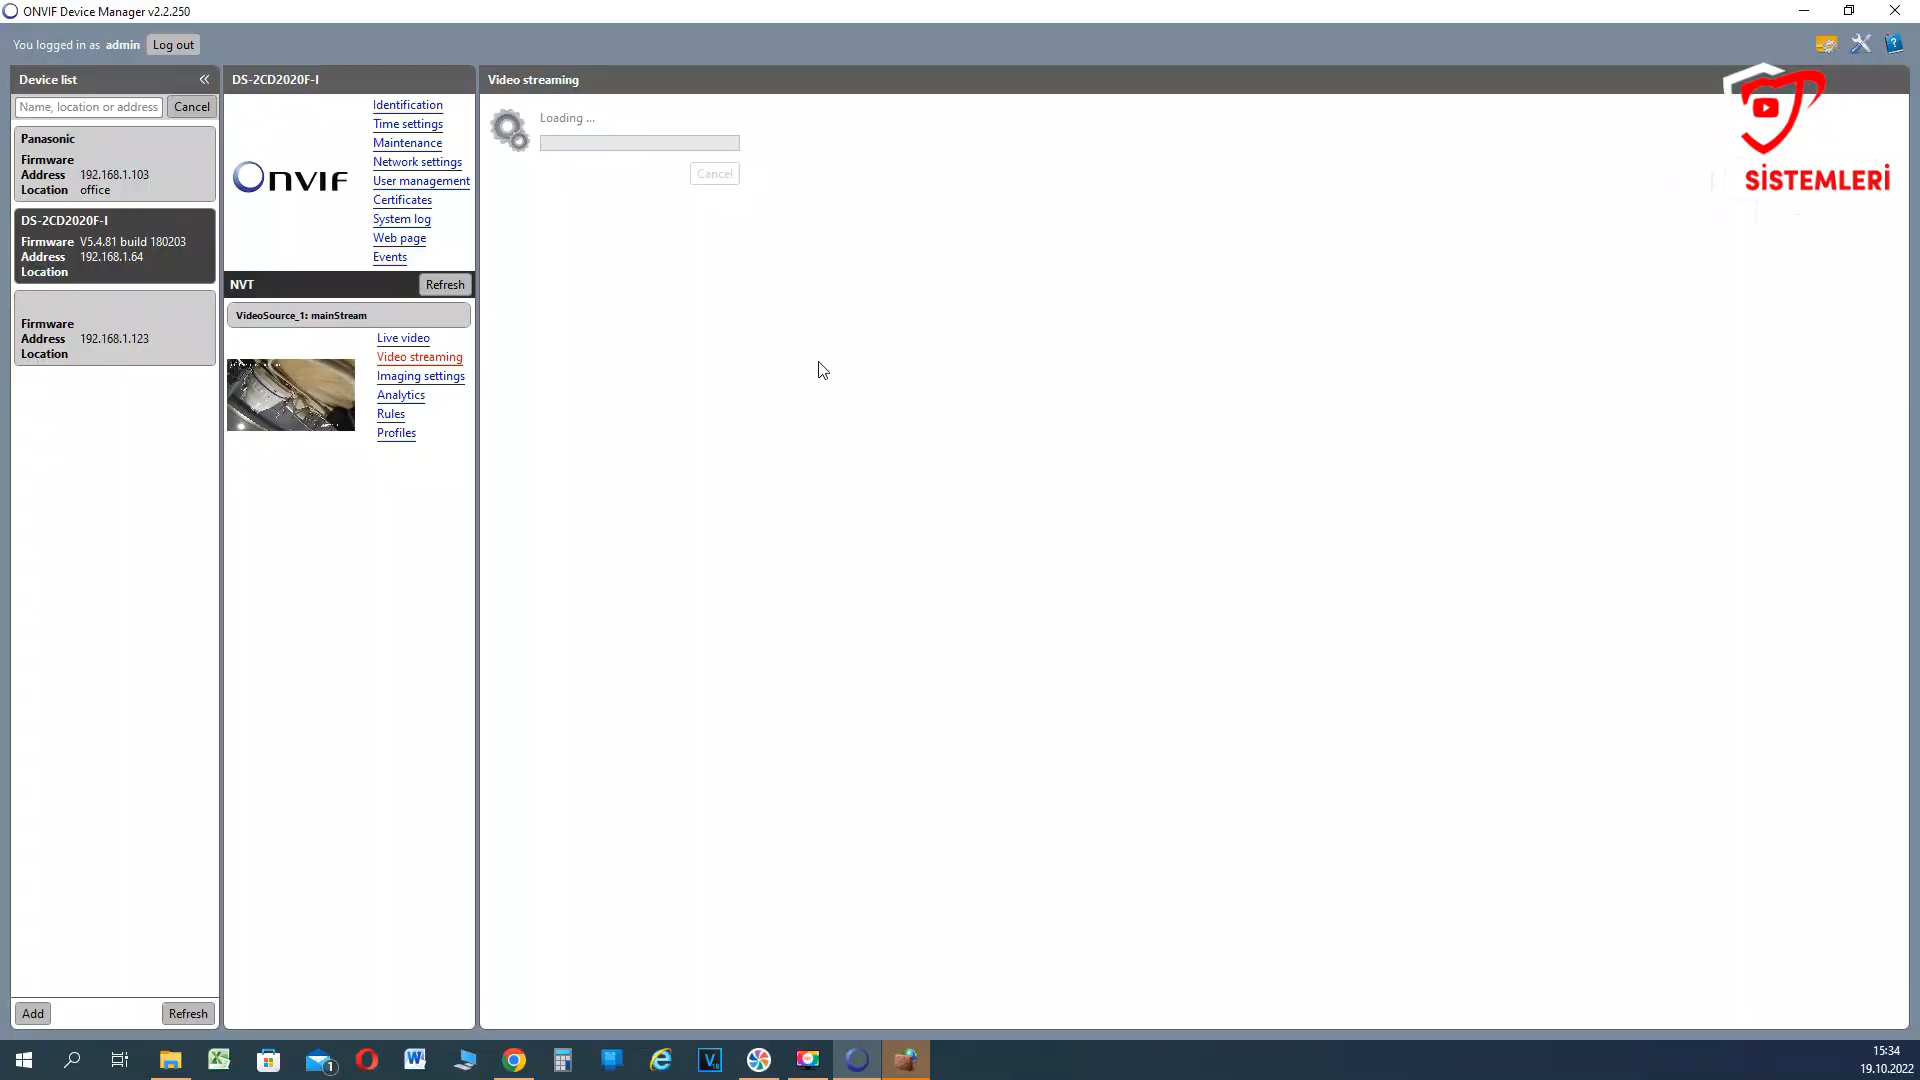 ONVIF Device Manager v2.2.250
You logged in as admin Log out
Device list «
Name, location or address Cancel
Panasonic
Firmware
Address 192.168.1.103
Location office
DS-2CD2020F-I
Firmware V5.4.81 build 180203
Address 192.168.1.64
Location
Firmware
Address 192.168.1.123
Location
Add Refresh
DS-2CD2020F-I
ONVIF
Identification
Time settings
Maintenance
Network settings
User management
Certificates
System log
Web page
Events
NVT Refresh
VideoSource_1: mainStream
Live video
Video streaming
Imaging settings
Analytics
Rules
Profiles
Video streaming
Loading ...
Cancel
SİSTEMLERİ
15:34
19.10.2022